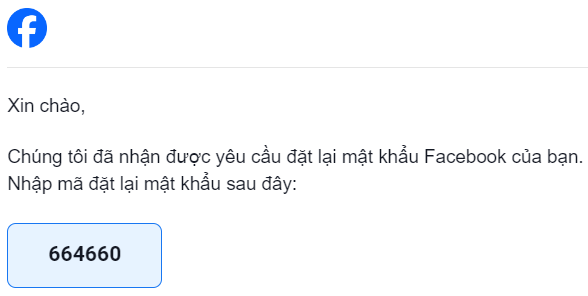 Xin chào,
Chúng tôi đã nhận được yêu cầu đặt lại mật khẩu Facebook của bạn.
Nhập mã đặt lại mật khẩu sau đây:
664660